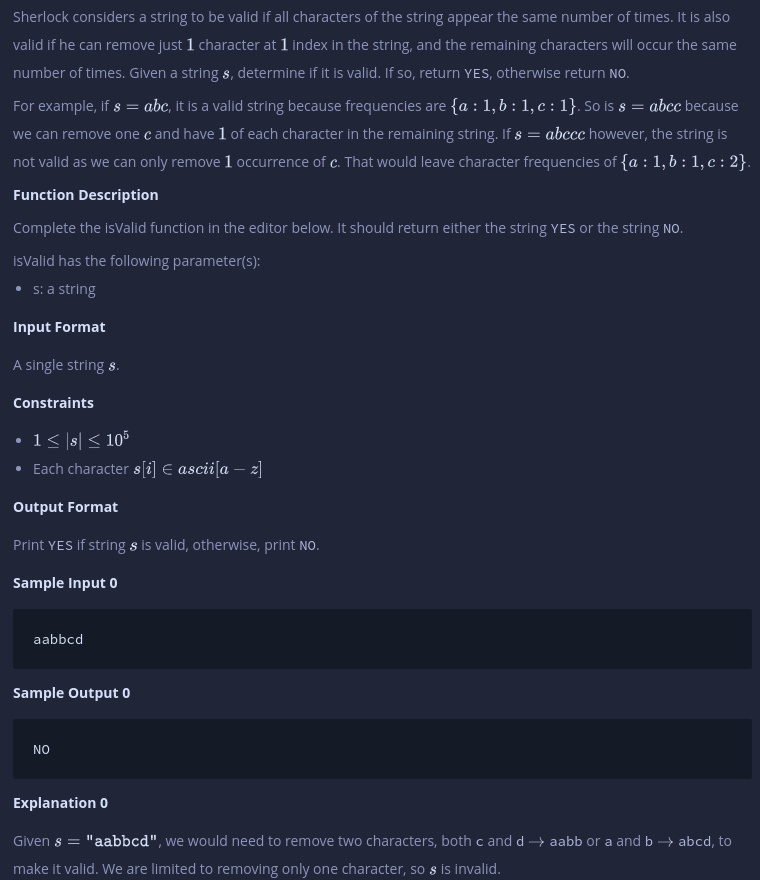 Sherlock considers a string to be valid if all characters of the string appear the same number of times. It is also
valid if he can remove just 1 character at 1 index in the string, and the remaining characters will occur the same
number of times. Given a string s, determine if it is valid. If so, return YES, otherwise return NO.
For example, if s = abc, it is a valid string because frequencies are {a : 1, b : 1, c : 1}. So is s = abcc because
we can remove one c and have 1 of each character in the remaining string. If s = abccc however, the string is
not valid as we can only remove 1 occurrence of c. That would leave character frequencies of {a : 1, b : 1, c : 2}.
Function Description
Complete the isValid function in the editor below. It should return either the string YES or the string NO.
isValid has the following parameter(s):
• s: a string
Input Format
A single string s.
Constraints
• 1 ≤ |s| ≤ 10⁵
• Each character s[i] ∈ ascii[a − z]
Output Format
Print YES if string s is valid, otherwise, print NO.
Sample Input 0
aabbcd
Sample Output 0
NO
Explanation 0
Given s = "aabbcd", we would need to remove two characters, both c and d → aabb or a and b → abcd, to
make it valid. We are limited to removing only one character, so s is invalid.